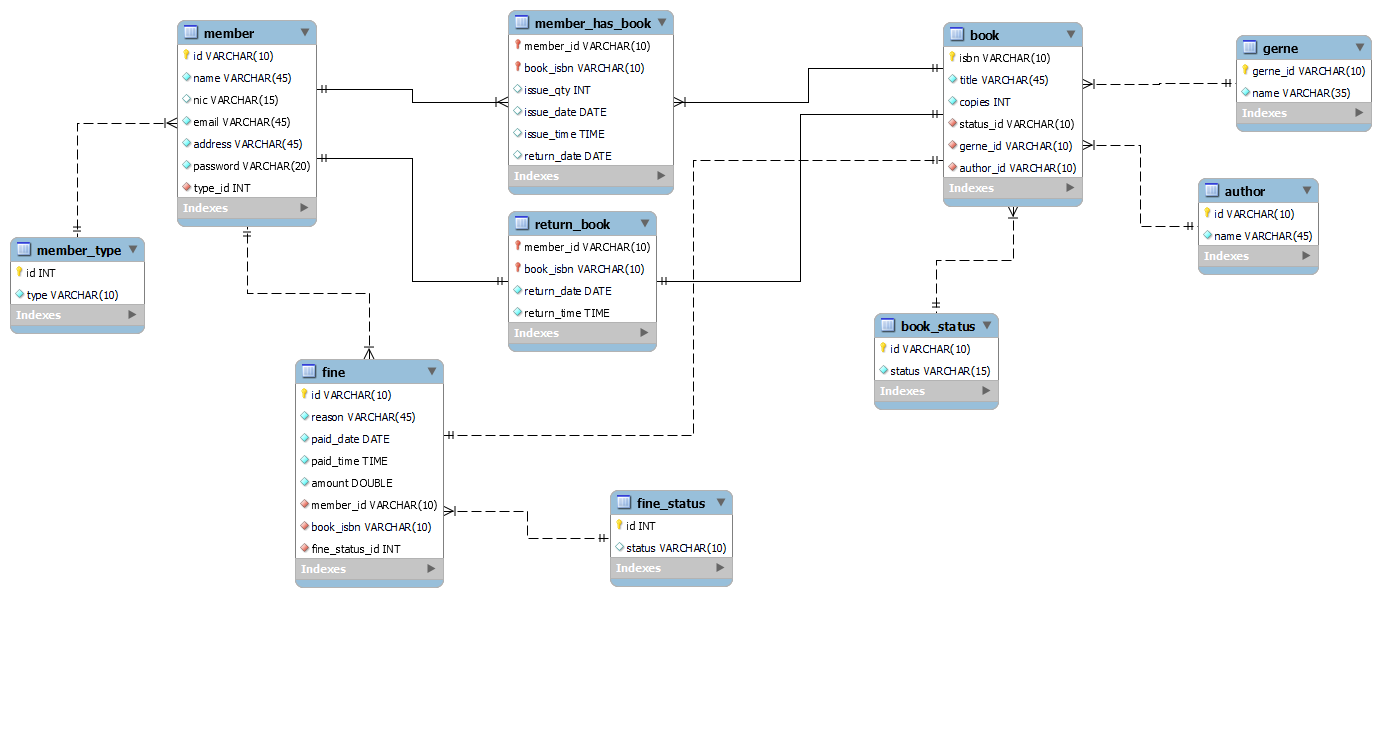 member
id VARCHAR(10)
name VARCHAR(45)
nic VARCHAR(15)
email VARCHAR(45)
address VARCHAR(45)
password VARCHAR(20)
type_id INT
Indexes
member_has_book
member_id VARCHAR(10)
book_isbn VARCHAR(10)
issue_qty INT
issue_date DATE
issue_time TIME
return_date DATE
Indexes
book
isbn VARCHAR(10)
title VARCHAR(45)
copies INT
status_id VARCHAR(10)
gerne_id VARCHAR(10)
author_id VARCHAR(10)
Indexes
gerne
gerne_id VARCHAR(10)
name VARCHAR(35)
Indexes
author
id VARCHAR(10)
name VARCHAR(45)
Indexes
member_type
id INT
type VARCHAR(10)
Indexes
return_book
member_id VARCHAR(10)
book_isbn VARCHAR(10)
return_date DATE
return_time TIME
Indexes
book_status
id VARCHAR(10)
status VARCHAR(15)
Indexes
fine
id VARCHAR(10)
reason VARCHAR(45)
paid_date DATE
paid_time TIME
amount DOUBLE
member_id VARCHAR(10)
book_isbn VARCHAR(10)
fine_status_id INT
Indexes
fine_status
id INT
status VARCHAR(10)
Indexes